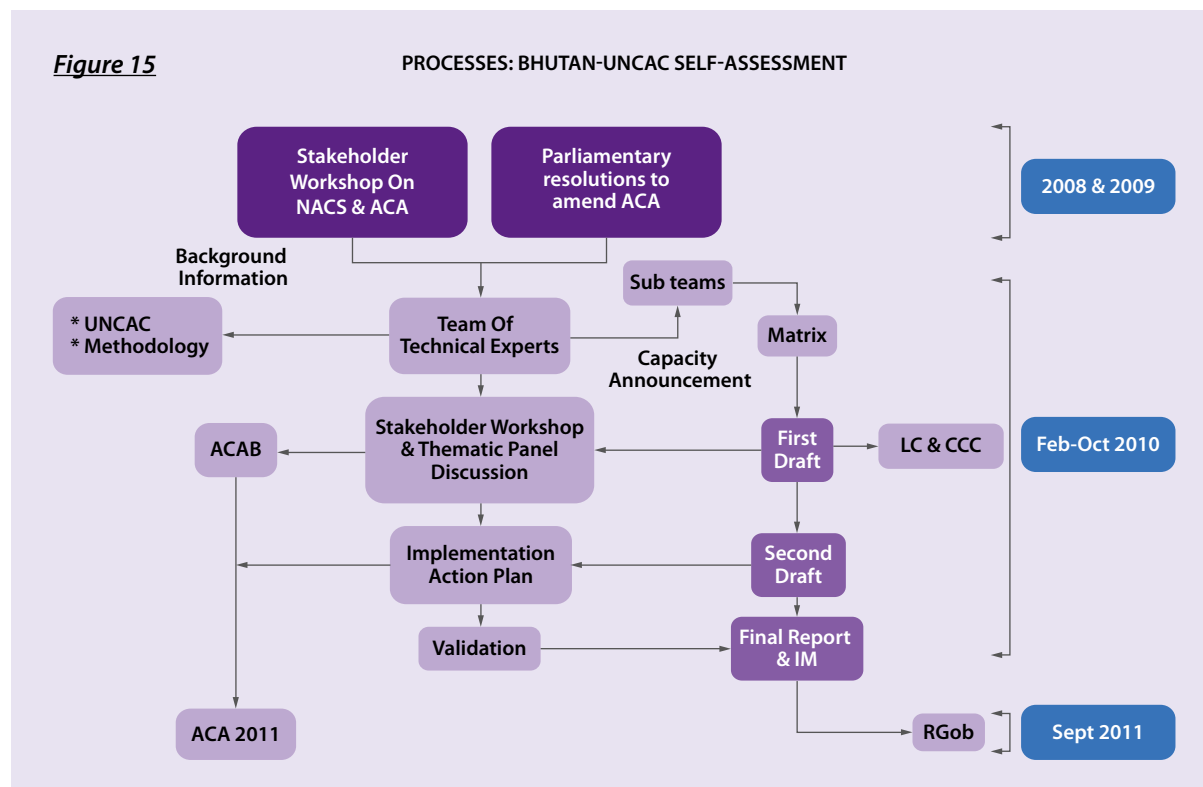 Figure 15
PROCESSES: BHUTAN-UNCAC SELF-ASSESSMENT
Stakeholder
Workshop On
NACS & ACA
Parliamentary
resolutions to
amend ACA
2008 & 2009
Background
Information
Sub teams
* UNCAC
* Methodology
Team Of
Technical Experts
Matrix
Capacity
Announcement
ACAB
Stakeholder Workshop
& Thematic Panel
Discussion
First
Draft
LC & CCC
Feb-Oct 2010
Implementation
Action Plan
Second
Draft
Validation
Final Report
& IM
ACA 2011
RGob
Sept 2011